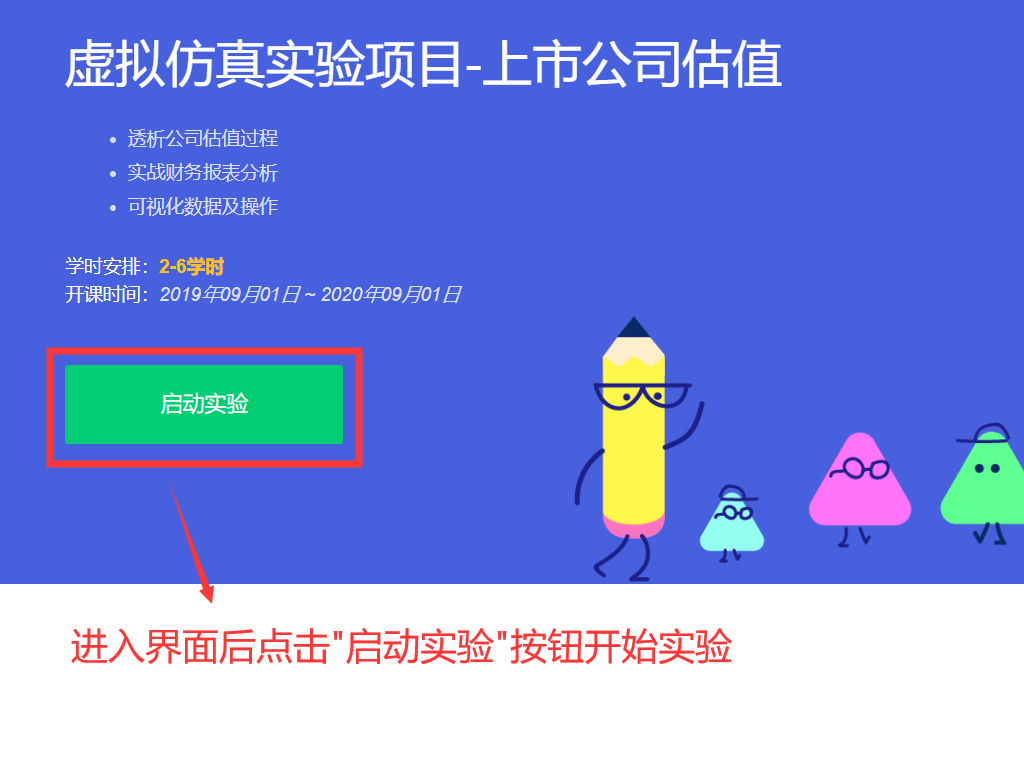 虚拟仿真实验项目-上市公司估值
透析公司估值过程
实战财务报表分析
可视化数据及操作
学时安排：2-6学时
开课时间：2019年09月01日 ~ 2020年09月01日
启动实验
进入界面后点击"启动实验"按钮开始实验